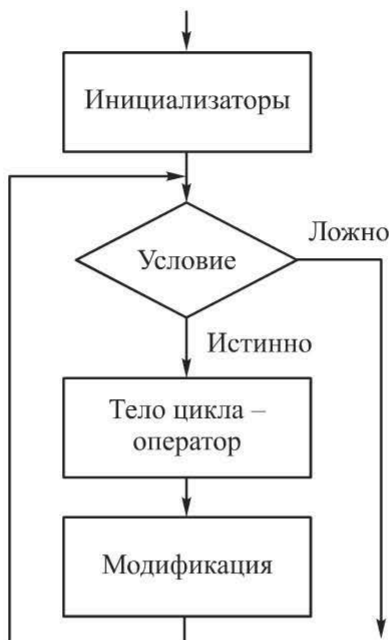 Инициализаторы
Ложно
Условие
Истинно
Тело цикла –
оператор
Модификация